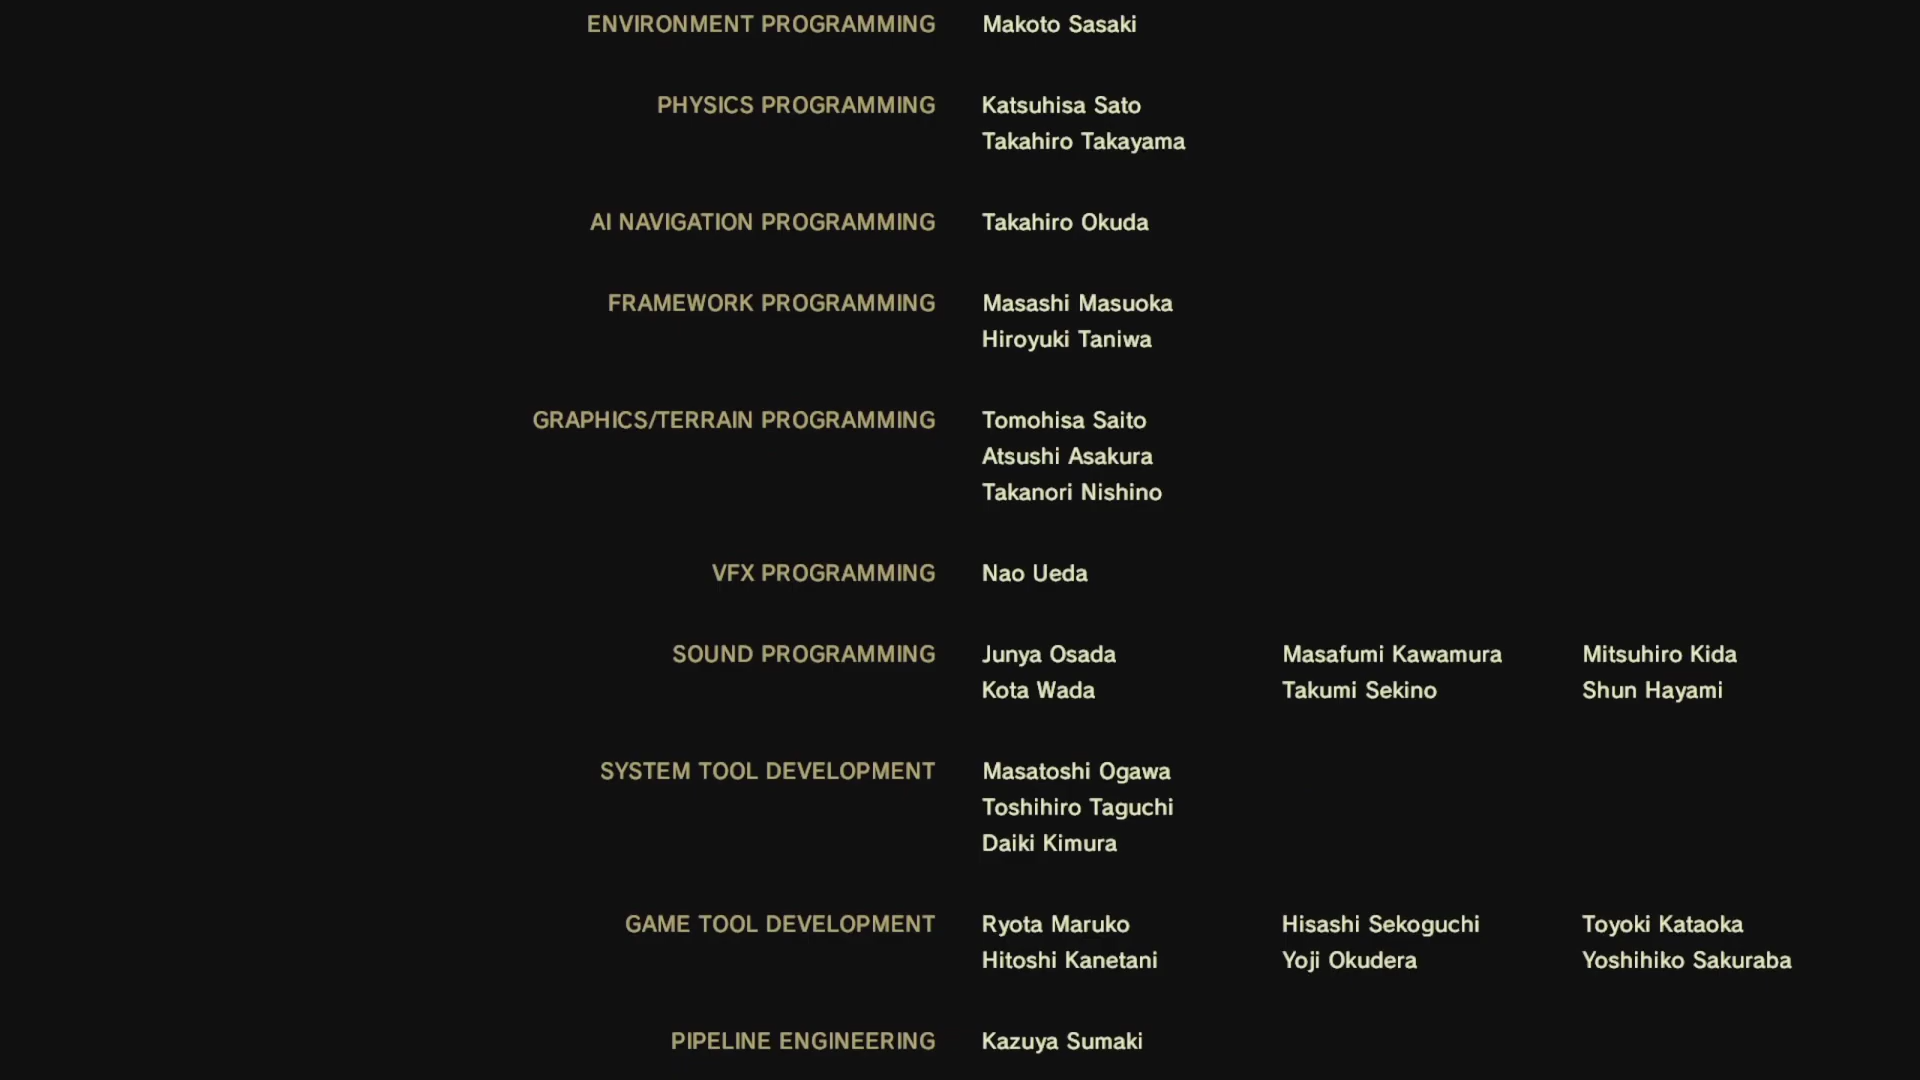 ENVIRONMENT PROGRAMMING Makoto Sasaki
PHYSICS PROGRAMMING Katsuhisa Sato
Takahiro Takayama
AI NAVIGATION PROGRAMMING Takahiro Okuda
FRAMEWORK PROGRAMMING Masashi Masuoka
Hiroyuki Taniwa
GRAPHICS/TERRAIN PROGRAMMING Tomohisa Saito
Atsushi Asakura
Takanori Nishino
VFX PROGRAMMING Nao Ueda
SOUND PROGRAMMING Junya Osada Masafumi Kawamura Mitsuhiro Kida
Kota Wada Takumi Sekino Shun Hayami
SYSTEM TOOL DEVELOPMENT Masatoshi Ogawa
Toshihiro Taguchi
Daiki Kimura
GAME TOOL DEVELOPMENT Ryota Maruko Hisashi Sekoguchi Toyoki Kataoka
Hitoshi Kanetani Yoji Okudera Yoshihiko Sakuraba
PIPELINE ENGINEERING Kazuya Sumaki